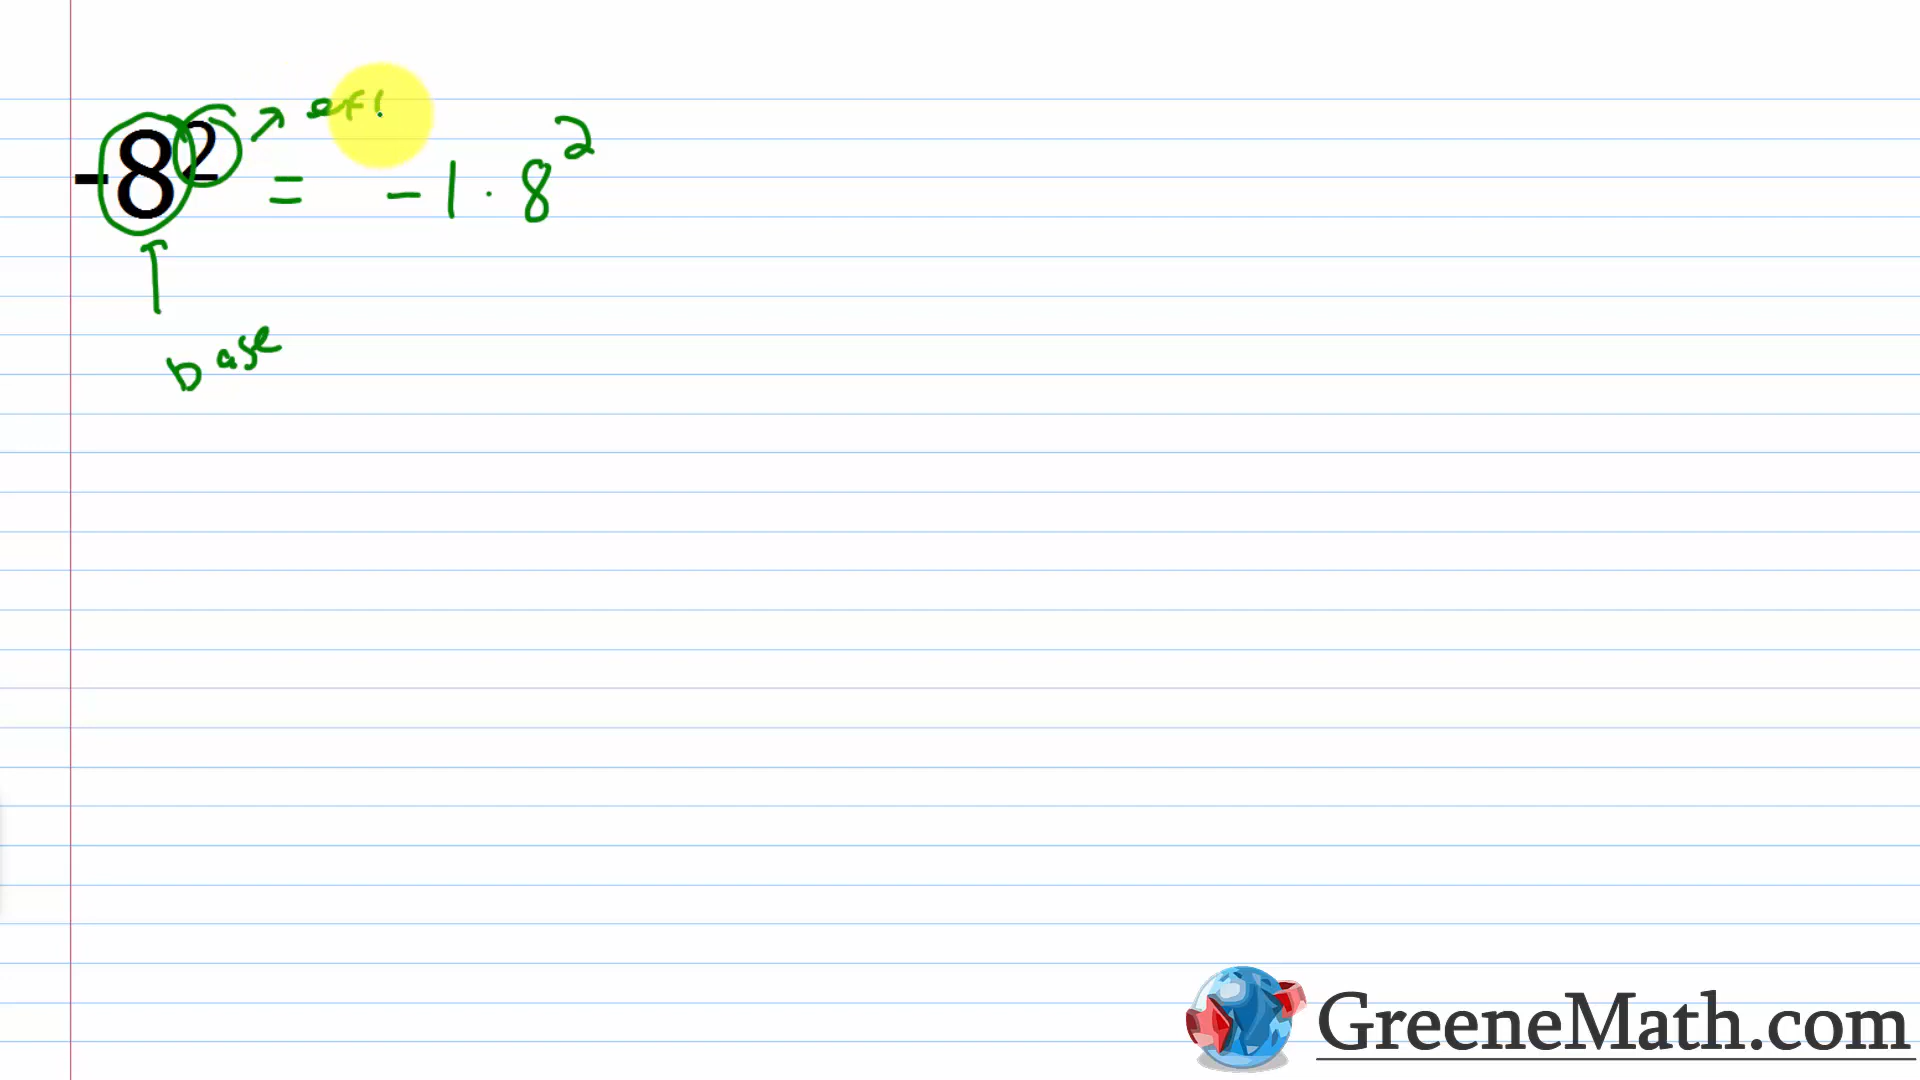 -8² = -1 · 8²
base
GreeneMath.com